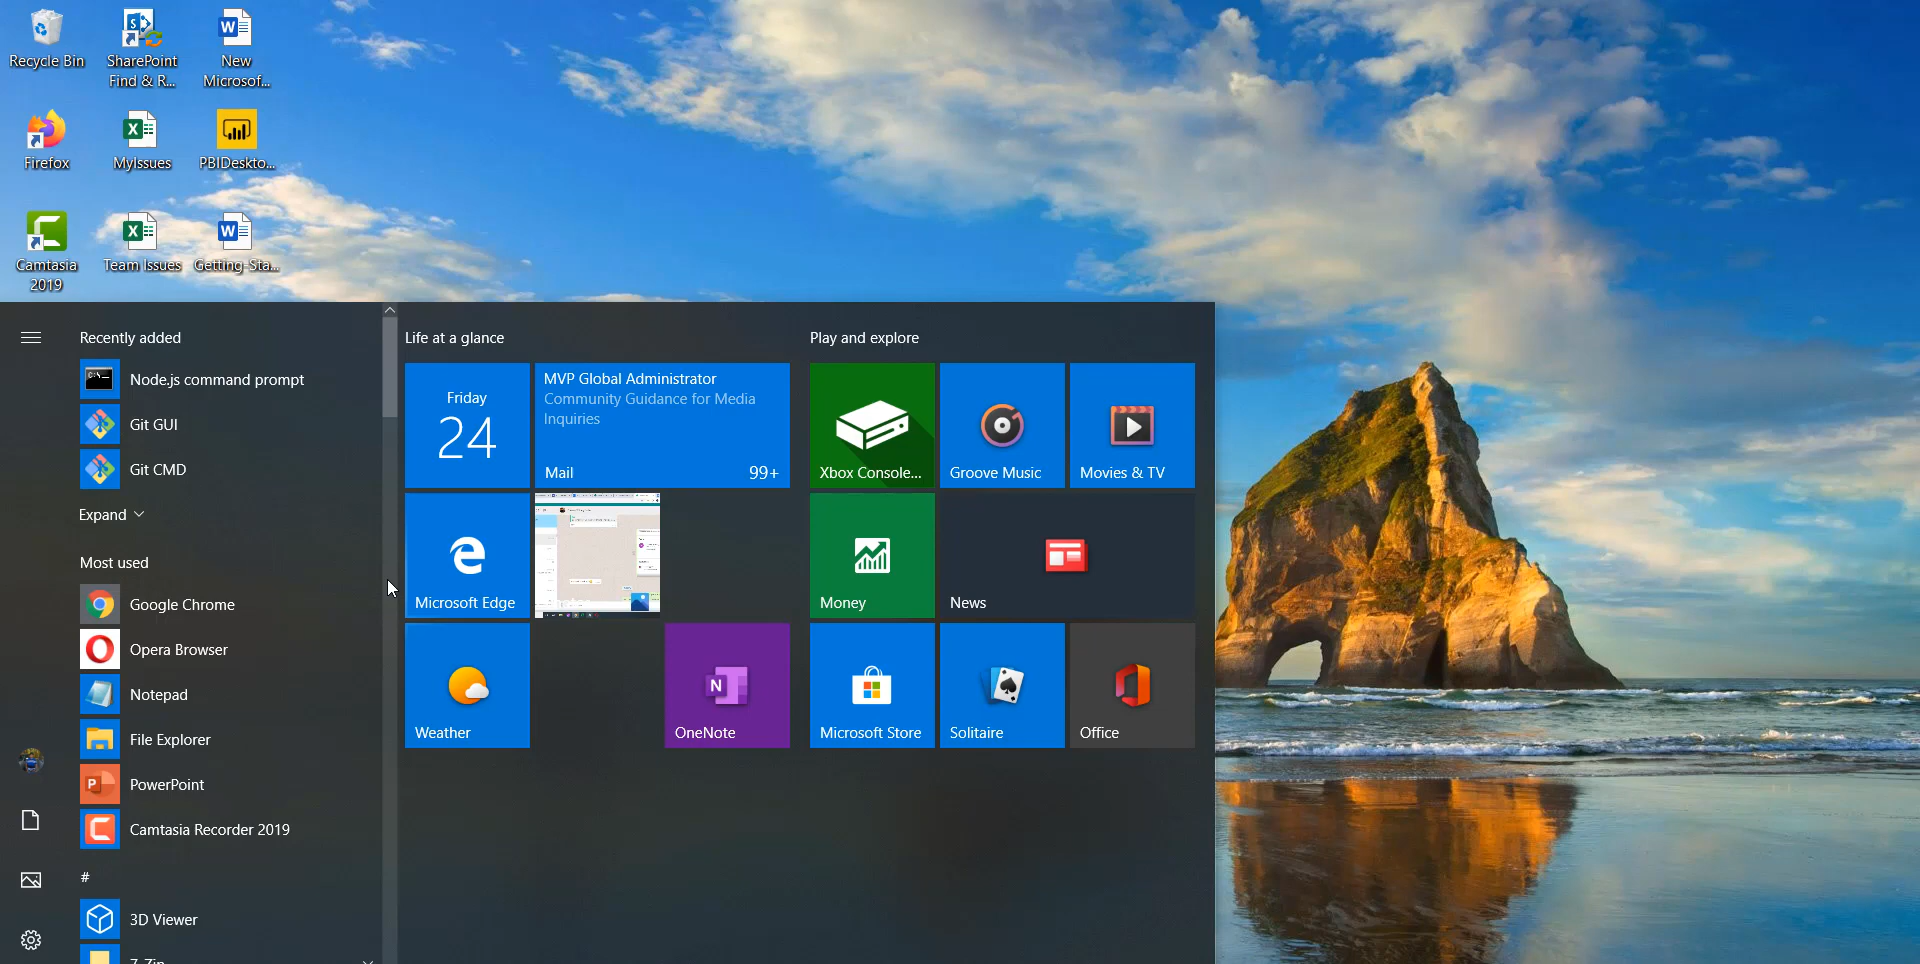 Recycle Bin
SharePoint
Find & R...
New
Microsof...
Firefox
MyIssues
PBIDeskto...
Camtasia
2019
Team Issues
Getting-Sta...
Recently added
Node.js command prompt
Git GUI
Git CMD
Expand
Most used
Google Chrome
Opera Browser
Notepad
File Explorer
PowerPoint
Camtasia Recorder 2019
#
3D Viewer
7-Zip
Life at a glance
Friday
24
MVP Global Administrator
Community Guidance for Media
Inquiries
Mail 99+
Microsoft Edge
Weather
OneNote
Play and explore
Xbox Console...
Groove Music
Movies & TV
Money
News
Microsoft Store
Solitaire
Office